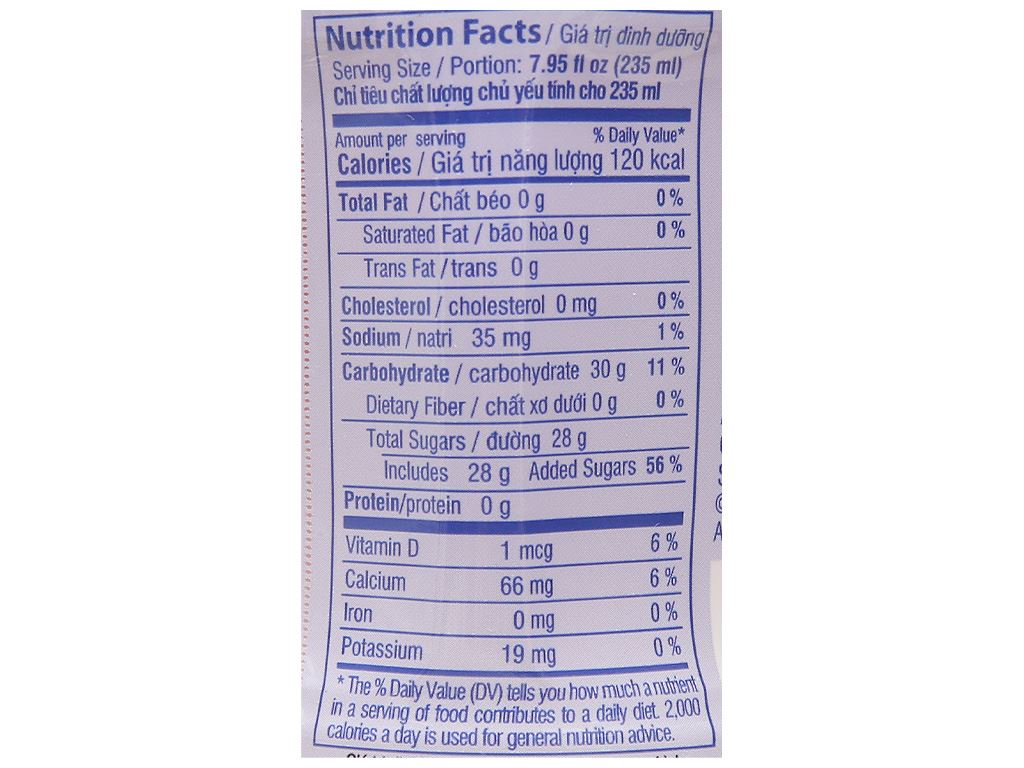 Nutrition Facts / Giá trị dinh dưỡng
Serving Size / Portion: 7.95 fl oz (235 ml)
Chỉ tiêu chất lượng chủ yếu tính cho 235 ml
Amount per serving % Daily Value*
Calories / Giá trị năng lượng 120 kcal
Total Fat / Chất béo 0 g 0 %
Saturated Fat / bão hòa 0 g 0 %
Trans Fat / trans 0 g
Cholesterol / cholesterol 0 mg 0 %
Sodium / natri 35 mg 1 %
Carbohydrate / carbohydrate 30 g 11 %
Dietary Fiber / chất xơ dưới 0 g 0 %
Total Sugars / đường 28 g
Includes 28 g Added Sugars 56 %
Protein/protein 0 g
Vitamin D 1 mcg 6 %
Calcium 66 mg 6 %
Iron 0 mg 0 %
Potassium 19 mg 0 %
* The % Daily Value (DV) tells you how much a nutrient
in a serving of food contributes to a daily diet. 2,000
calories a day is used for general nutrition advice.